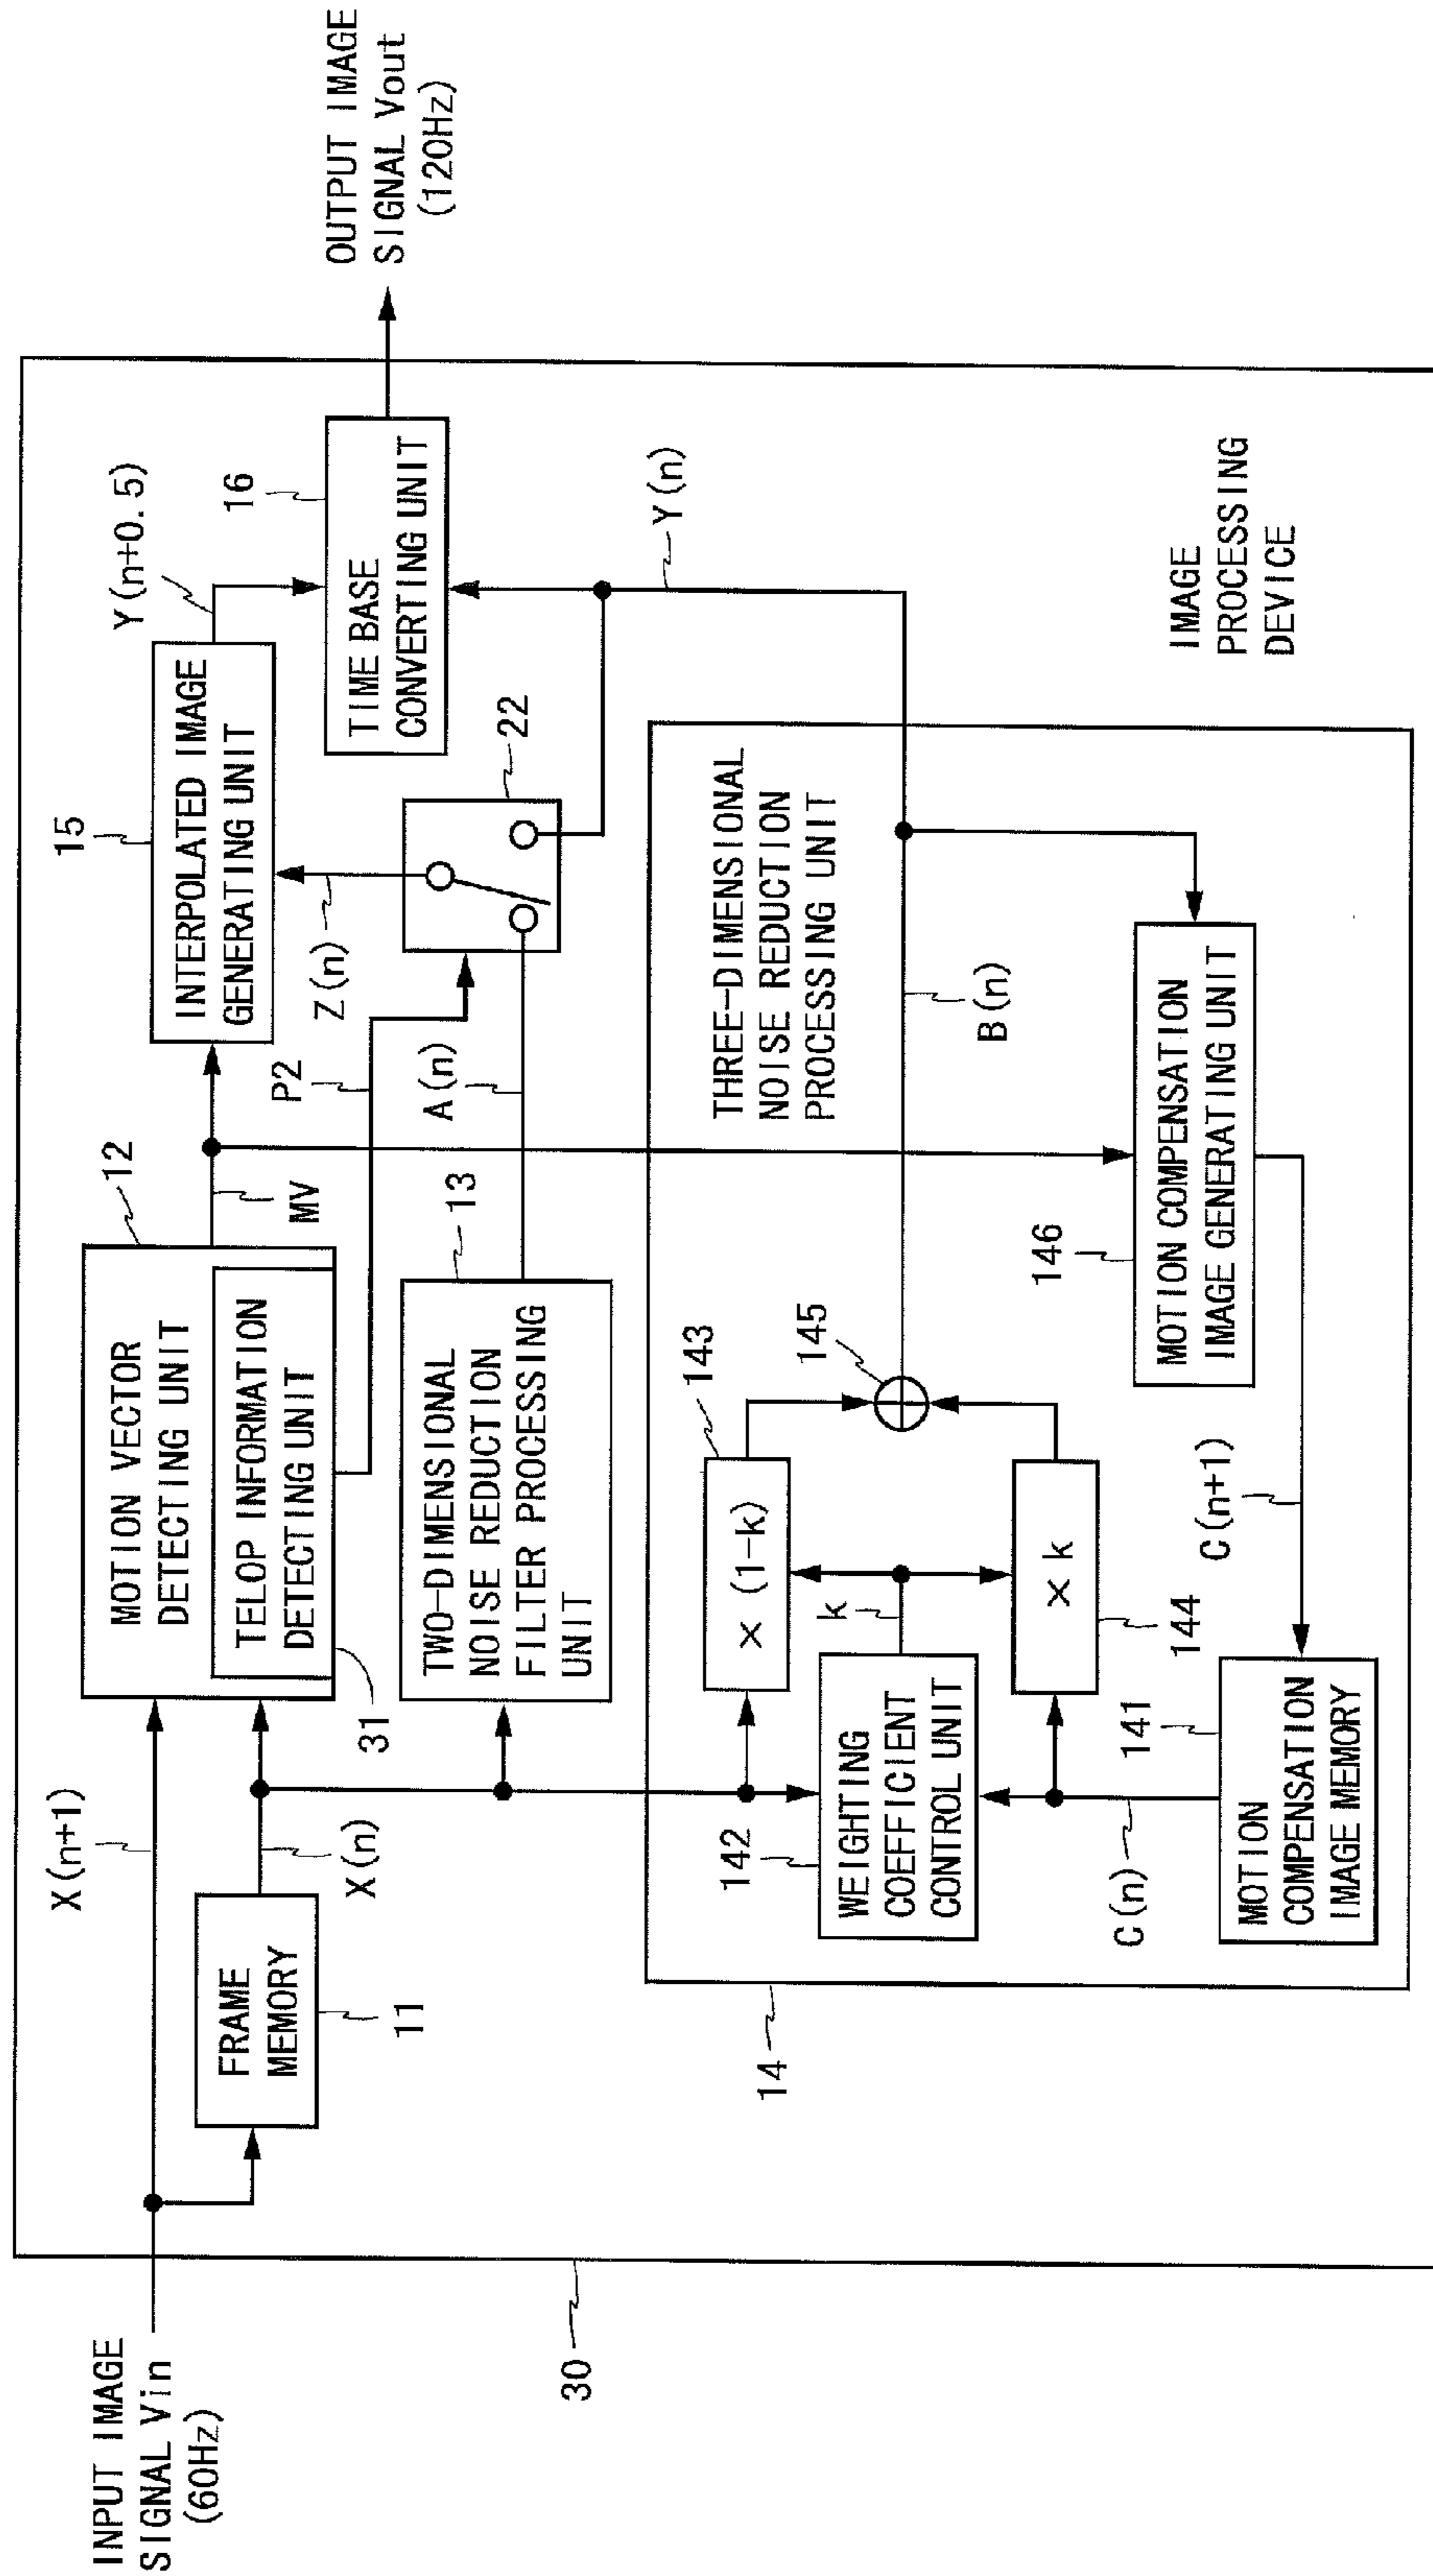 INPUT IMAGE
SIGNAL Vin
(60Hz)
30
X(n+1)
FRAME
MEMORY
11
X(n)
MOTION VECTOR
DETECTING UNIT
12
TELOP INFORMATION
DETECTING UNIT
31
MV
P2
TWO-DIMENSIONAL
NOISE REDUCTION
FILTER PROCESSING
UNIT
13
A(n)
Z(n)
22
INTERPOLATED IMAGE
GENERATING UNIT
15
Y(n+0.5)
TIME BASE
CONVERTING UNIT
16
OUTPUT IMAGE
SIGNAL Vout
(120Hz)
Y(n)
14
THREE-DIMENSIONAL
NOISE REDUCTION
PROCESSING UNIT
WEIGHTING
COEFFICIENT
CONTROL UNIT
142
k
× (1-k)
143
× k
144
145
B(n)
C(n)
MOTION
COMPENSATION
IMAGE MEMORY
141
C(n+1)
MOTION COMPENSATION
IMAGE GENERATING UNIT
146
IMAGE
PROCESSING
DEVICE